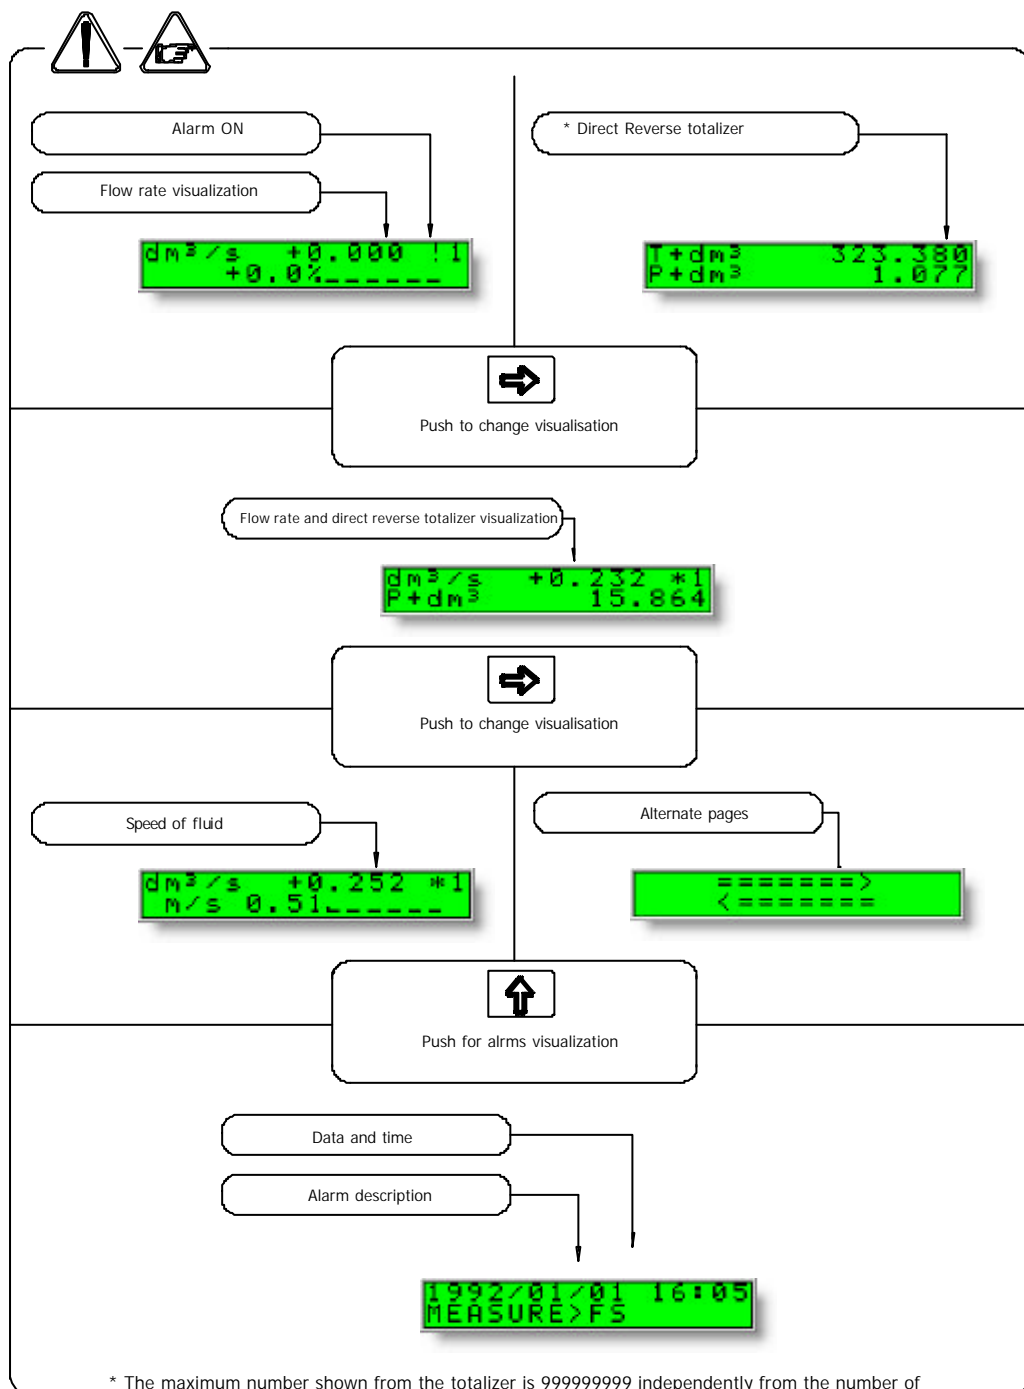 Alarm ON
Flow rate visualization
dm³/s +0.000 !1
+0.0%
* Direct Reverse totalizer
T+dm³ 323.380
P+dm³ 1.077
Push to change visualisation
Flow rate and direct reverse totalizer visualization
dm³/s +0.232 *1
P+dm³ 15.864
Push to change visualisation
Speed of fluid
dm³/s +0.252 *1
m/s 0.51
Alternate pages
=======>
<=======
Push for alrms visualization
Data and time
Alarm description
1992/01/01 16:05
MEASURE>FS
* The maximum number shown from the totalizer is 999999999 independently from the number of